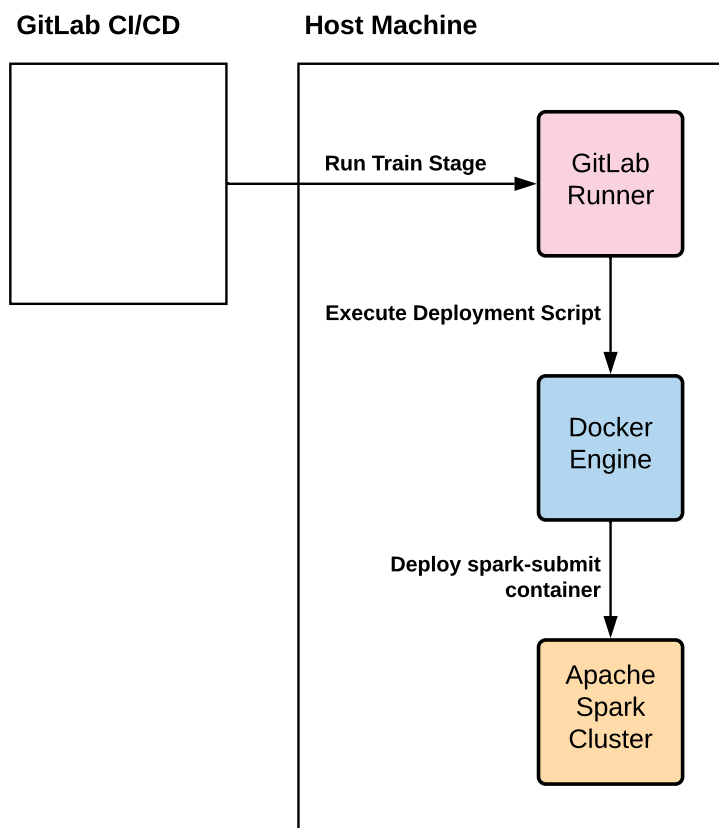 GitLab CI/CD
Host Machine
Run Train Stage
GitLab
Runner
Execute Deployment Script
Docker
Engine
Deploy spark-submit
container
Apache
Spark
Cluster